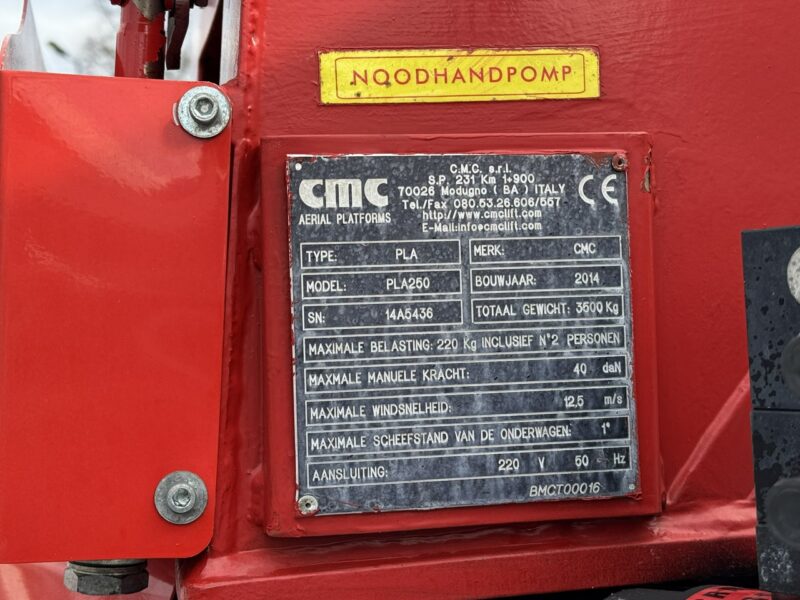 NOODHANDPOMP
C.M.C. s.r.l.
S.P. 231 Km 1+900
70026 Modugno ( BA ) ITALY
Tel./Fax 080.53.26.606/557
http://www.cmclift.com
E-Mail:info@cmclift.com
CMC
AERIAL PLATFORMS
CE
TYPE: PLA
MERK: CMC
MODEL: PLA250
BOUWJAAR: 2014
SN: 14A5436
TOTAAL GEWICHT: 3500 Kg
MAXIMALE BELASTING: 220 Kg INCLUSIEF N°2 PERSONEN
MAXMALE MANUELE KRACHT: 40 daN
MAXIMALE WINDSNELHEID: 12.5 m/s
MAXIMALE SCHEEFSTAND VAN DE ONDERWAGEN: 1°
AANSLUITING: 220 V 50 Hz
BMCT00016